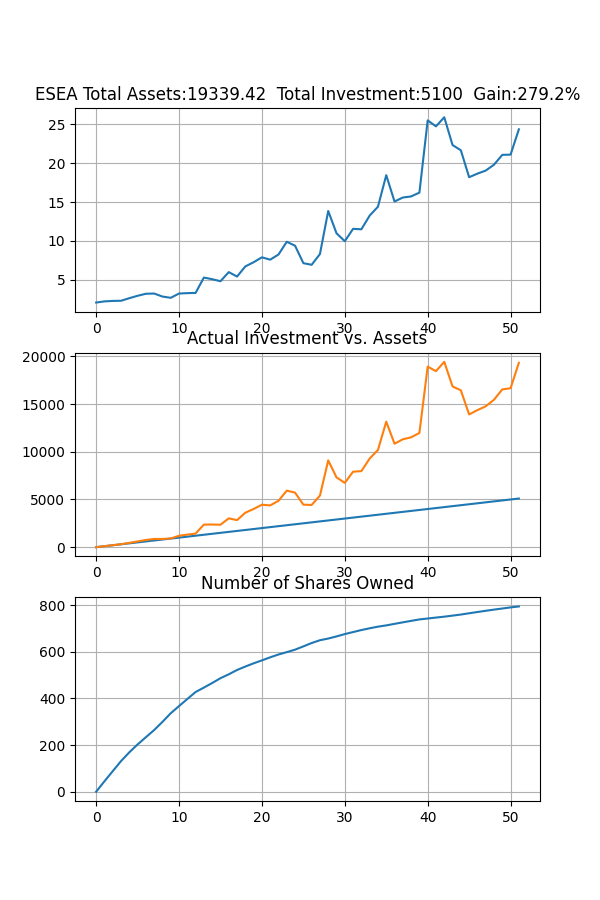 ESEA Total Assets:19339.42  Total Investment:5100  Gain:279.2%
25
20
15
10
5
0 10 20 30 40 50
Actual Investment vs. Assets
20000
15000
10000
5000
0
0 10 20 30 40 50
Number of Shares Owned
800
600
400
200
0
0 10 20 30 40 50